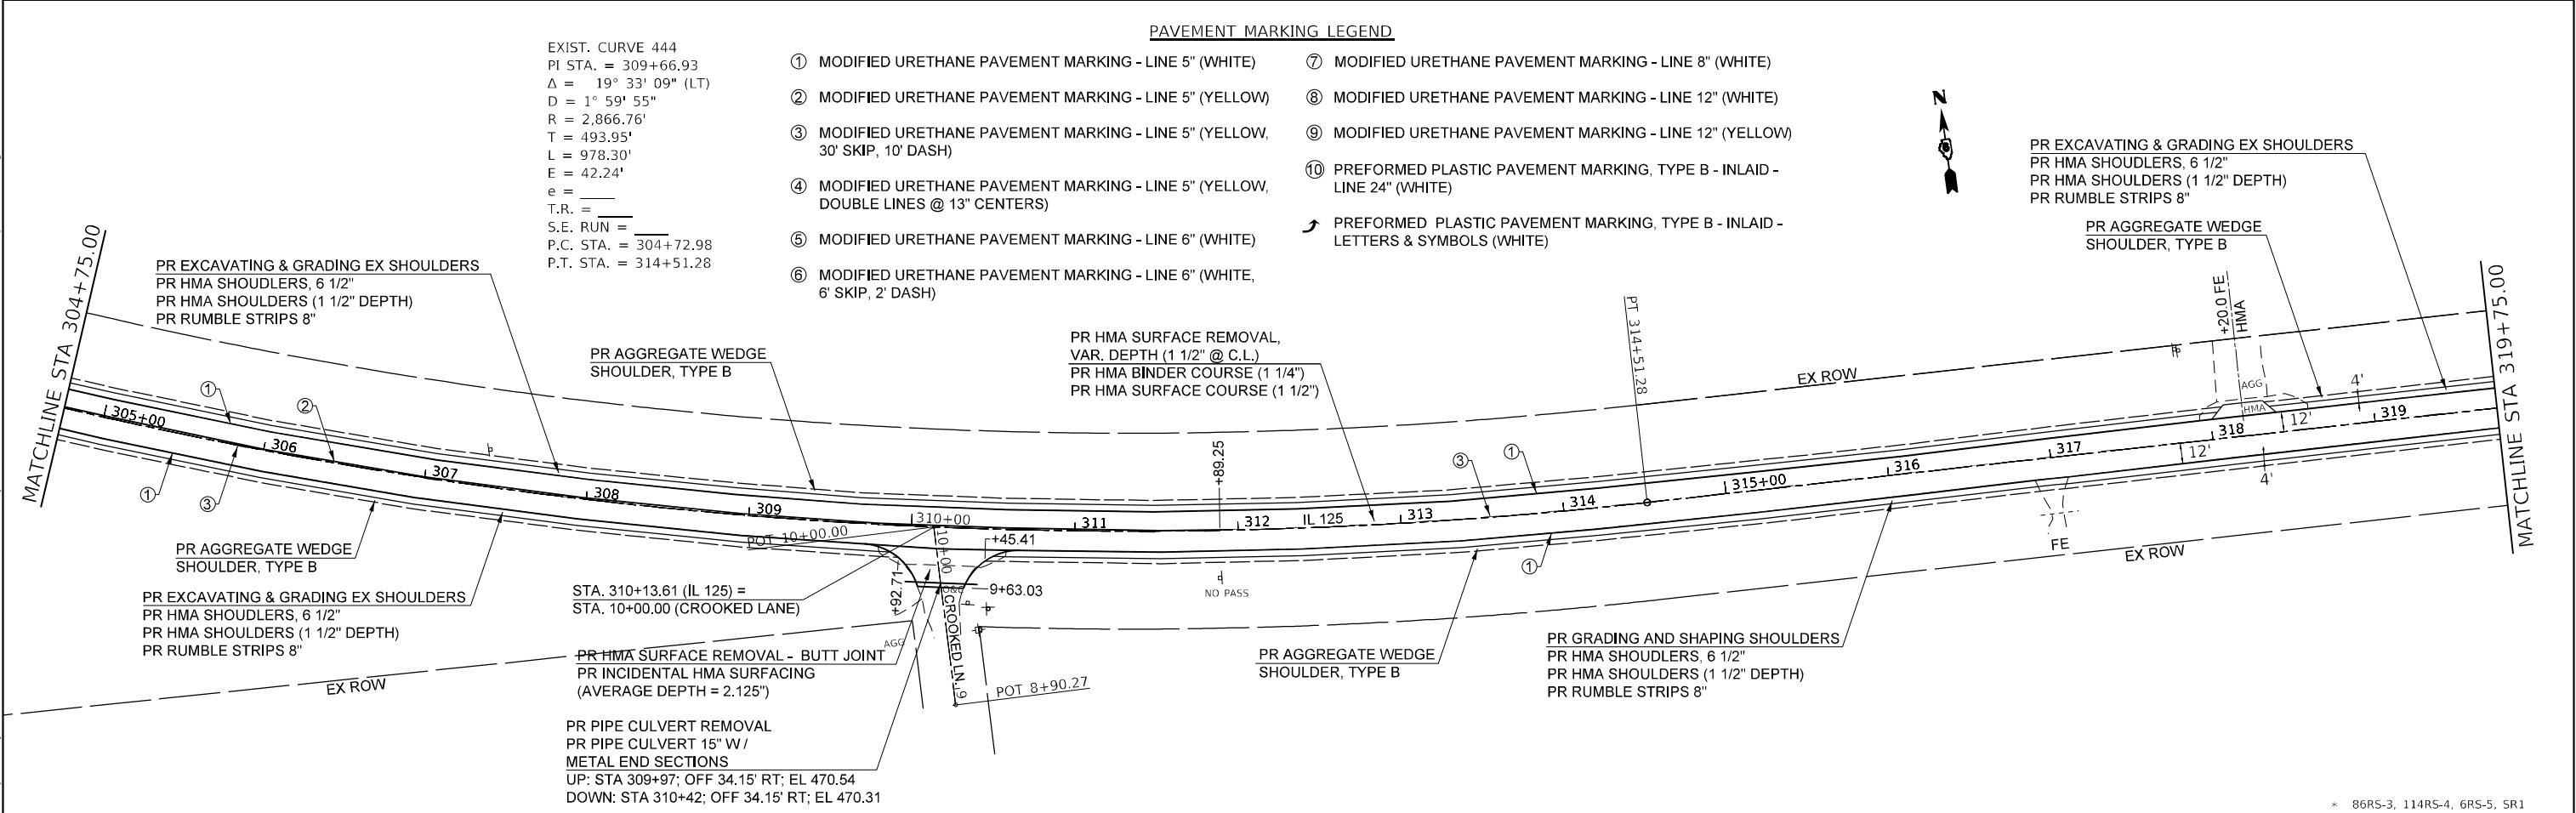 PAVEMENT MARKING LEGEND
EXIST. CURVE 444
PI STA. = 309+66.93
Δ = 19° 33' 09" (LT)
D = 1° 59' 55"
R = 2,866.76'
T = 493.95'
L = 978.30'
E = 42.24'
e = ____
T.R. = ____
S.E. RUN = ____
P.C. STA. = 304+72.98
P.T. STA. = 314+51.28
① MODIFIED URETHANE PAVEMENT MARKING - LINE 5" (WHITE)
② MODIFIED URETHANE PAVEMENT MARKING - LINE 5" (YELLOW)
③ MODIFIED URETHANE PAVEMENT MARKING - LINE 5" (YELLOW,
30' SKIP, 10' DASH)
④ MODIFIED URETHANE PAVEMENT MARKING - LINE 5" (YELLOW,
DOUBLE LINES @ 13" CENTERS)
⑤ MODIFIED URETHANE PAVEMENT MARKING - LINE 6" (WHITE)
⑥ MODIFIED URETHANE PAVEMENT MARKING - LINE 6" (WHITE,
6' SKIP, 2' DASH)
⑦ MODIFIED URETHANE PAVEMENT MARKING - LINE 8" (WHITE)
⑧ MODIFIED URETHANE PAVEMENT MARKING - LINE 12" (WHITE)
⑨ MODIFIED URETHANE PAVEMENT MARKING - LINE 12" (YELLOW)
⑩ PREFORMED PLASTIC PAVEMENT MARKING, TYPE B - INLAID -
LINE 24" (WHITE)
PREFORMED PLASTIC PAVEMENT MARKING, TYPE B - INLAID -
LETTERS & SYMBOLS (WHITE)
N
PR EXCAVATING & GRADING EX SHOULDERS
PR HMA SHOUDLERS, 6 1/2"
PR HMA SHOULDERS (1 1/2" DEPTH)
PR RUMBLE STRIPS 8"
PR AGGREGATE WEDGE
SHOULDER, TYPE B
MATCHLINE STA 304+75.00
PR EXCAVATING & GRADING EX SHOULDERS
PR HMA SHOUDLERS, 6 1/2"
PR HMA SHOULDERS (1 1/2" DEPTH)
PR RUMBLE STRIPS 8"
PR AGGREGATE WEDGE
SHOULDER, TYPE B
PR HMA SURFACE REMOVAL,
VAR. DEPTH (1 1/2" @ C.L.)
PR HMA BINDER COURSE (1 1/4")
PR HMA SURFACE COURSE (1 1/2")
PT 314+51.28
EX ROW
+20.0 FE
HMA
AGG
HMA
4'
12'
12'
4'
MATCHLINE STA 319+75.00
①
②
③
①
①
③
①
305+00
306
307
308
309
310+00
311
312
IL 125
313
314
315+00
316
317
318
319
+89.25
POT 10+00.00
10+00
+45.41
+92.71
9+63.03
CROOKED LN.
9
POT 8+90.27
AGG
NO PASS
FE
EX ROW
EX ROW
PR AGGREGATE WEDGE
SHOULDER, TYPE B
PR EXCAVATING & GRADING EX SHOULDERS
PR HMA SHOUDLERS, 6 1/2"
PR HMA SHOULDERS (1 1/2" DEPTH)
PR RUMBLE STRIPS 8"
STA. 310+13.61 (IL 125) =
STA. 10+00.00 (CROOKED LANE)
PR HMA SURFACE REMOVAL - BUTT JOINT
PR INCIDENTAL HMA SURFACING
(AVERAGE DEPTH = 2.125")
PR PIPE CULVERT REMOVAL
PR PIPE CULVERT 15" W /
METAL END SECTIONS
UP: STA 309+97; OFF 34.15' RT; EL 470.54
DOWN: STA 310+42; OFF 34.15' RT; EL 470.31
PR AGGREGATE WEDGE
SHOULDER, TYPE B
PR GRADING AND SHAPING SHOULDERS
PR HMA SHOUDLERS, 6 1/2"
PR HMA SHOULDERS (1 1/2" DEPTH)
PR RUMBLE STRIPS 8"
* 86RS-3, 114RS-4, 6RS-5, SR1